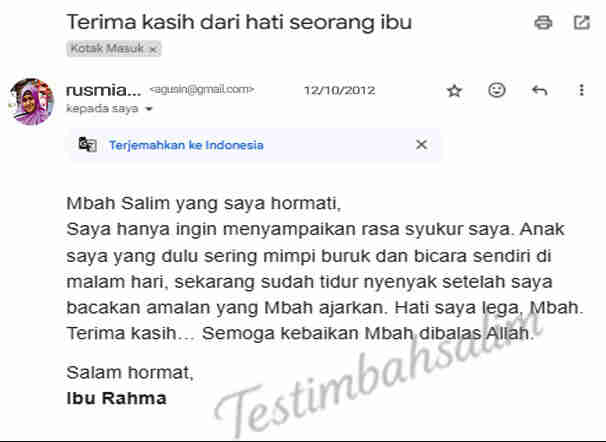 Terima kasih dari hati seorang ibu
Kotak Masuk ×
rusmia... <agusin@gmail.com> 12/10/2012
kepada saya
Terjemahkan ke Indonesia
Mbah Salim yang saya hormati,
Saya hanya ingin menyampaikan rasa syukur saya. Anak
saya yang dulu sering mimpi buruk dan bicara sendiri di
malam hari, sekarang sudah tidur nyenyak setelah saya
bacakan amalan yang Mbah ajarkan. Hati saya lega, Mbah.
Terima kasih... Semoga kebaikan Mbah dibalas Allah.
Salam hormat,
Ibu Rahma
Testimbahsalim